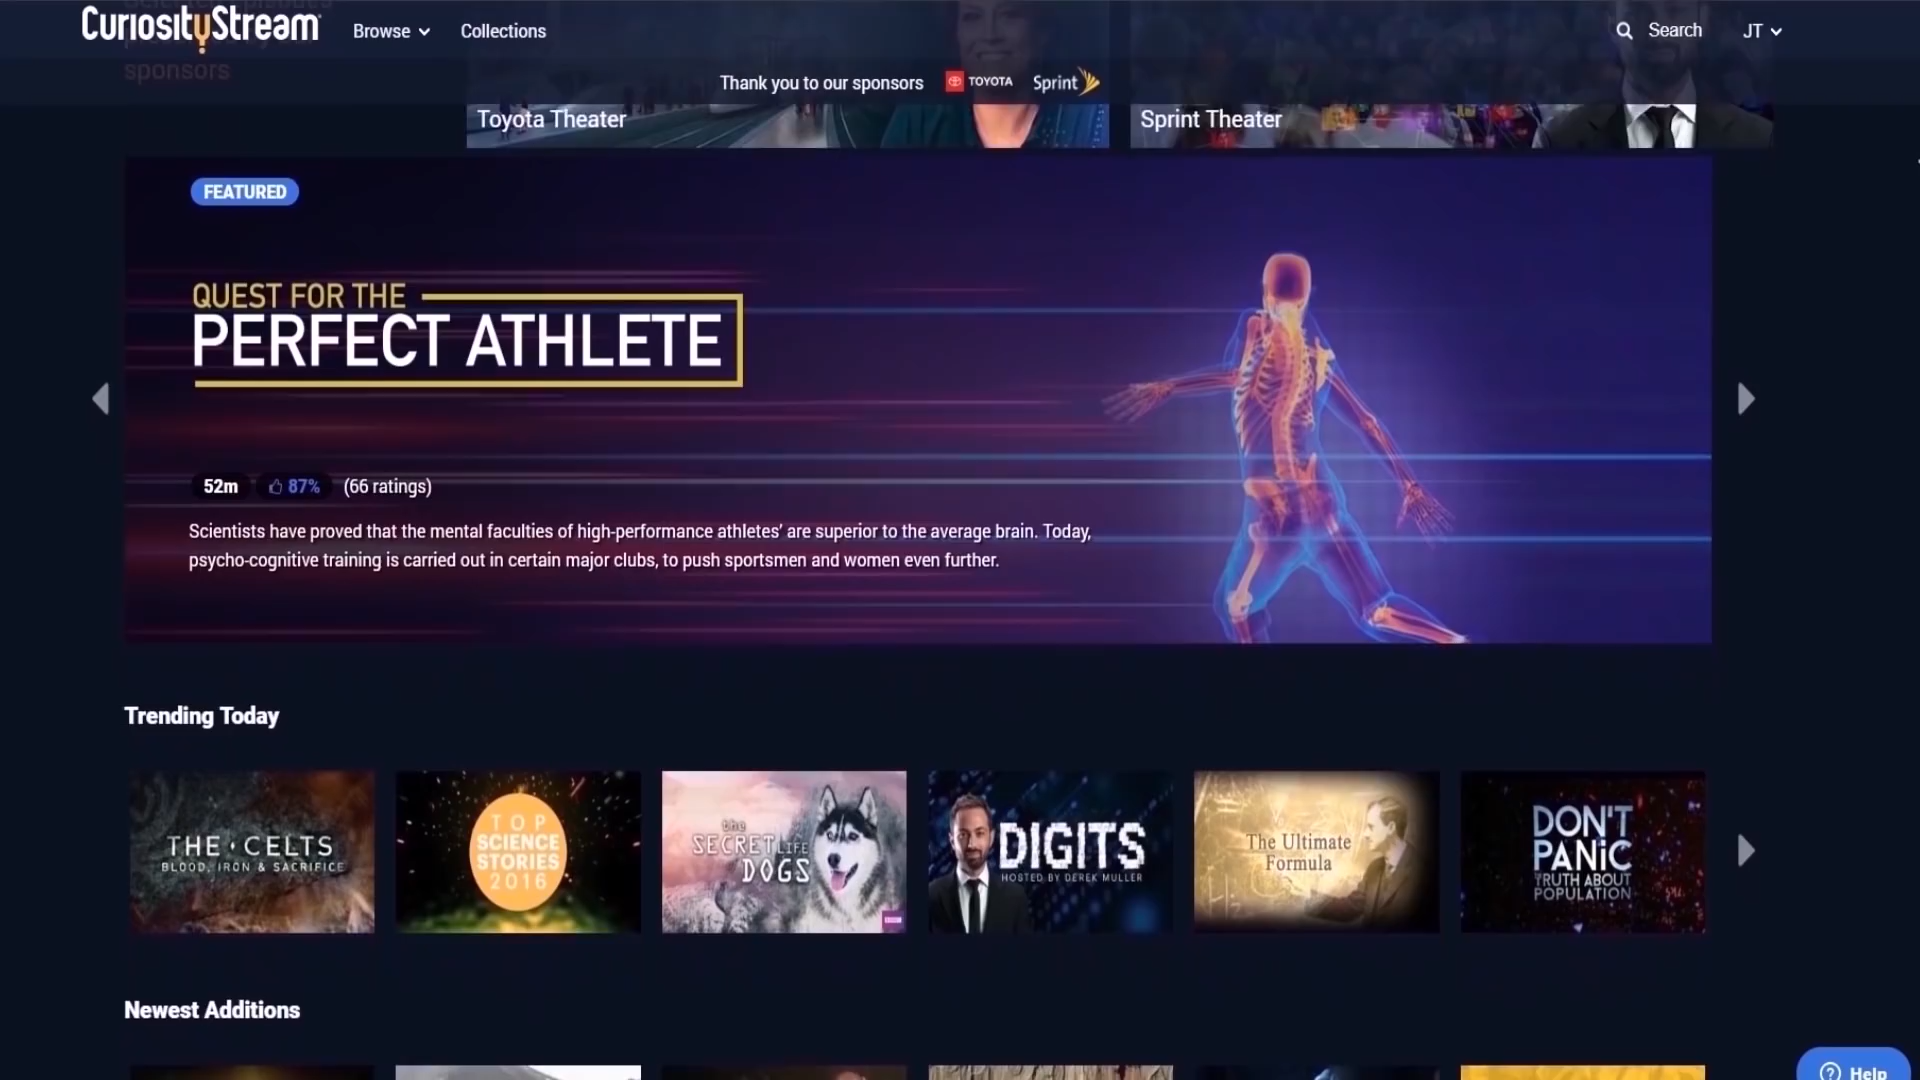 CuriosityStream
Browse
Collections
Search
JT
sponsors
Thank you to our sponsors
TOYOTA
Sprint
Toyota Theater
Sprint Theater
FEATURED
QUEST FOR THE
PERFECT ATHLETE
52m
87%
(66 ratings)
Scientists have proved that the mental faculties of high-performance athletes’ are superior to the average brain. Today,
psycho-cognitive training is carried out in certain major clubs, to push sportsmen and women even further.
Trending Today
THE • CELTS
BLOOD, IRON & SACRIFICE
TOP
SCIENCE
STORIES
2016
the
SECRET LIFE
DOGS
DIGITS
HOSTED BY DEREK MULLER
The Ultimate
Formula
DON'T
PANiC
TRUTH ABOUT
POPULATION
Newest Additions
Help